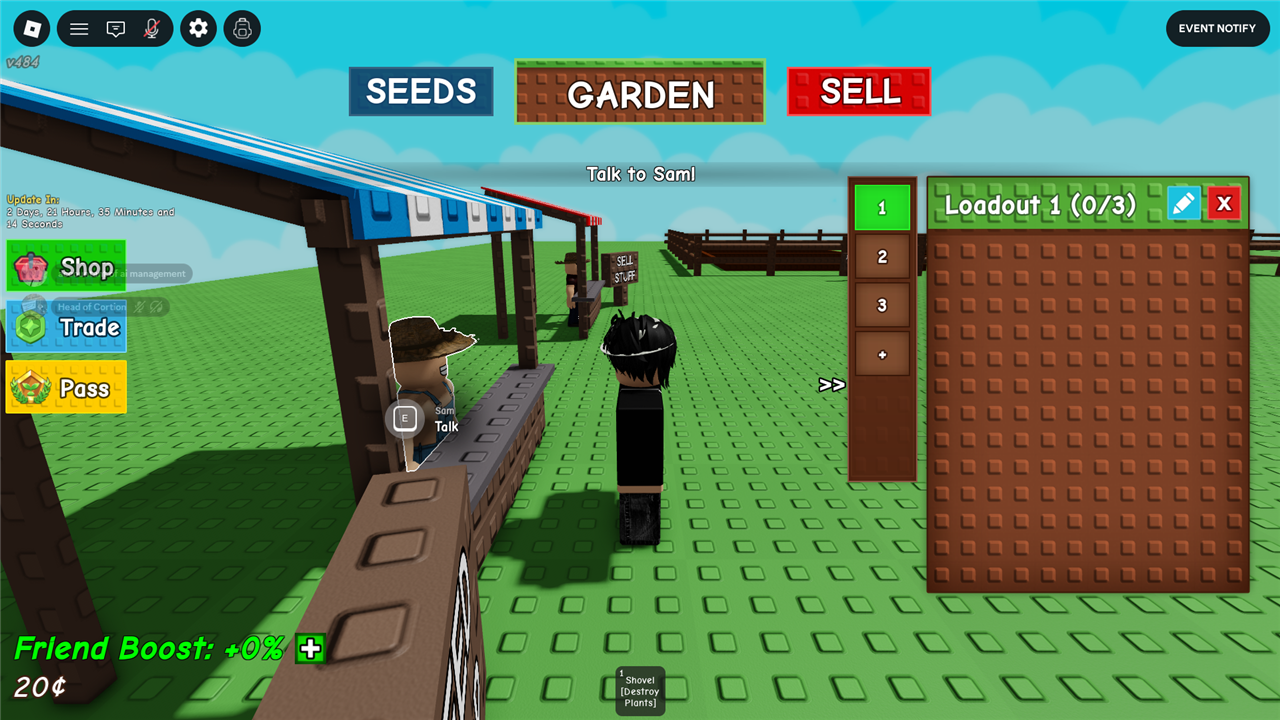 EVENT NOTIFY
v484
SEEDS
GARDEN
SELL
Talk to Sam!
Update In:
2 Days, 21 Hours, 35 Minutes and
14 Seconds
Shop
ai management
Head of Cortion
Trade
Pass
SELL
STUFF
1
2
3
+
>>
Loadout 1 (0/3)
X
E
Sam
Talk
Friend Boost: +0%
20¢
1
Shovel
[Destroy
Plants]